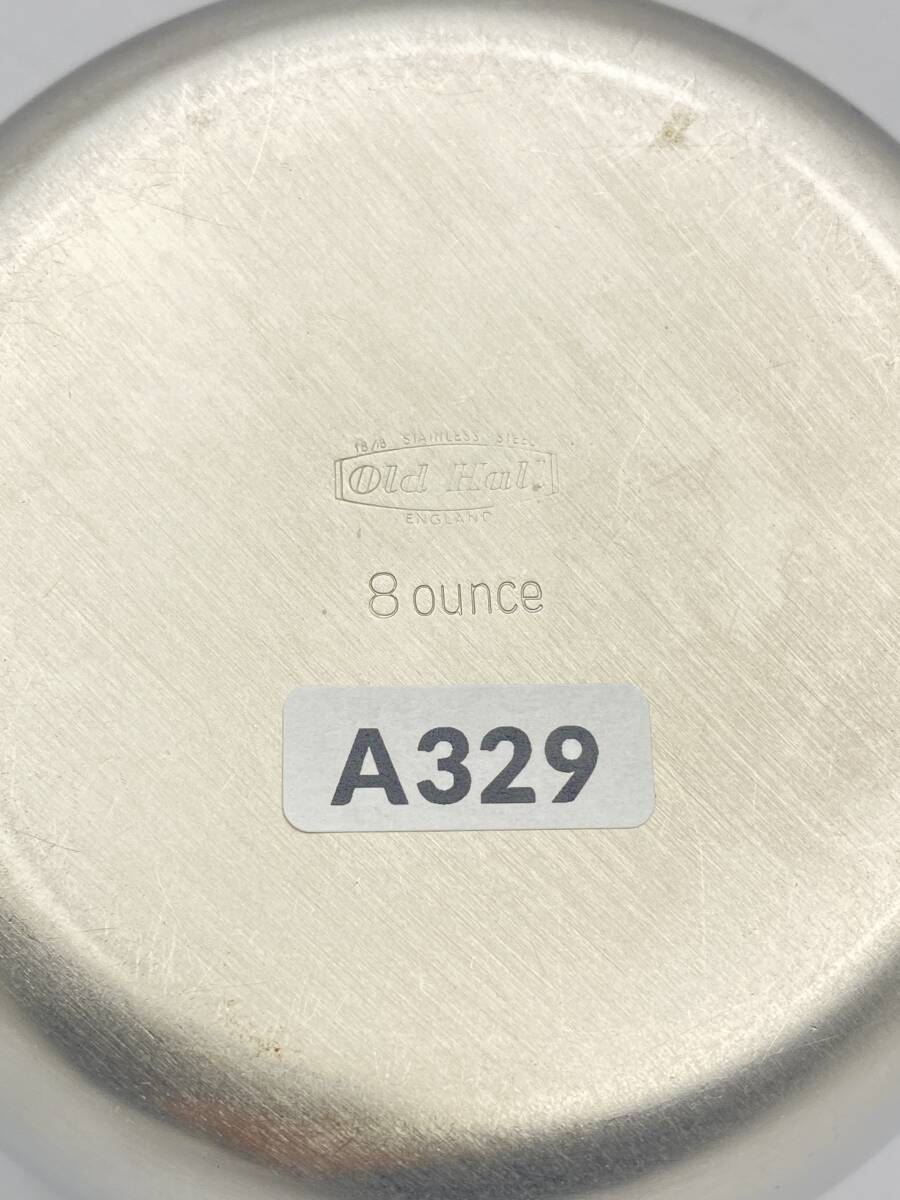 18/8 STAINLESS STEEL
Old Hall
ENGLAND
8 ounce
A329